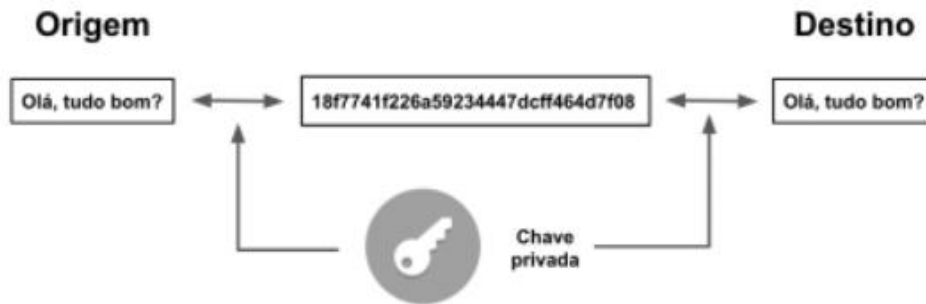 Origem
Destino
Olá, tudo bom?
18f7741f226a59234447dcff464d7f08
Olá, tudo bom?
Chave
privada